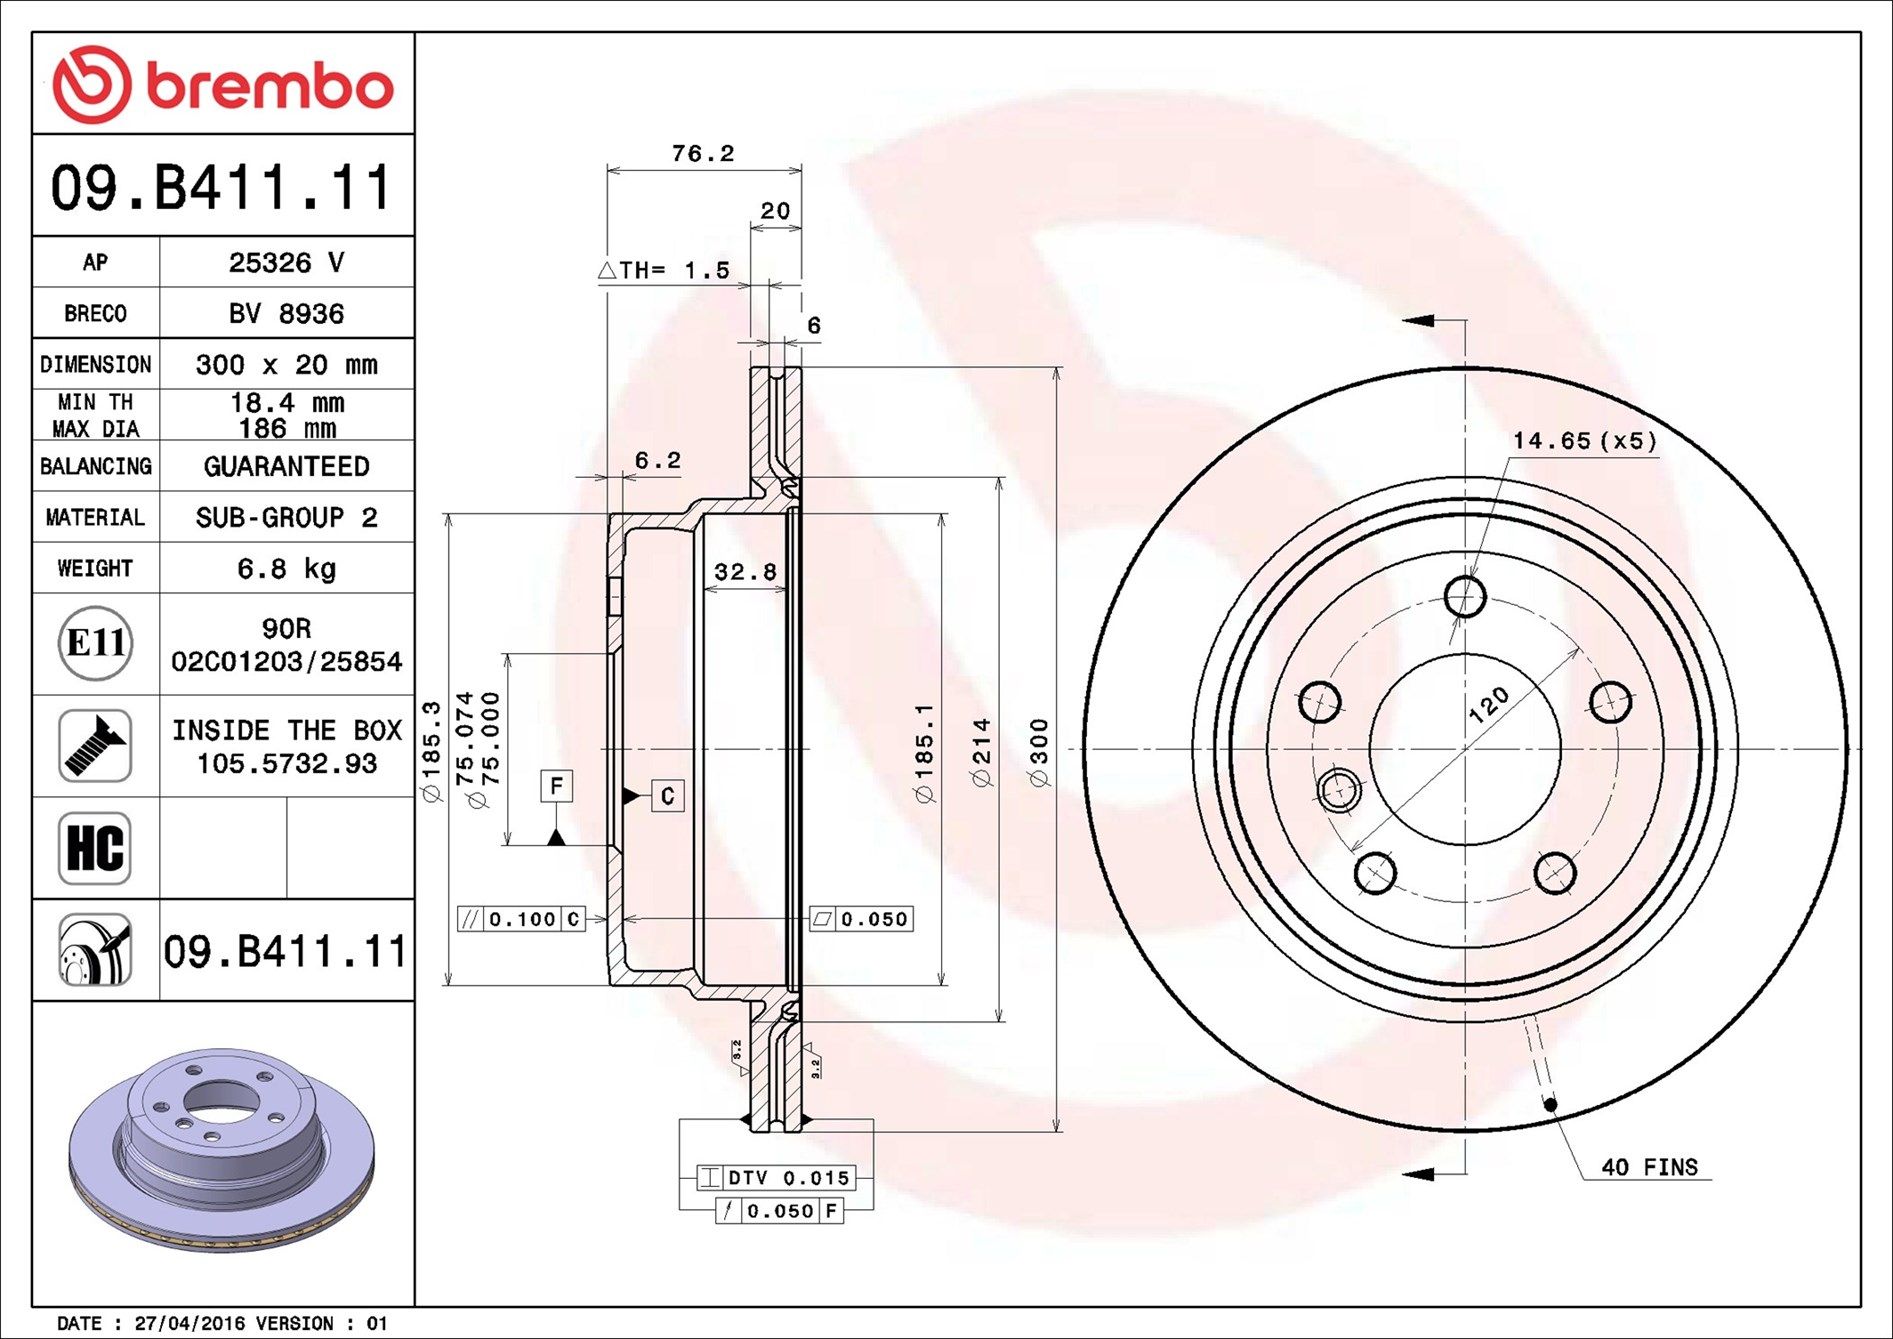 brembo
09.B411.11
AP 25326 V
BRECO BV 8936
DIMENSION 300 x 20 mm
MIN TH 18.4 mm
MAX DIA 186 mm
BALANCING GUARANTEED
MATERIAL SUB-GROUP 2
WEIGHT 6.8 kg
E11 90R
02C01203/25854
INSIDE THE BOX
105.5732.93
HC
09.B411.11
DATE : 27/04/2016 VERSION : 01
76.2
20
△TH= 1.5
6
6.2
32.8
Ø185.3
Ø75.074
75.000
F
C
Ø185.1
Ø214
Ø300
// 0.100 C
⏥ 0.050
3.2
3.2
DTV 0.015
0.050 F
14.65(x5)
120
40 FINS